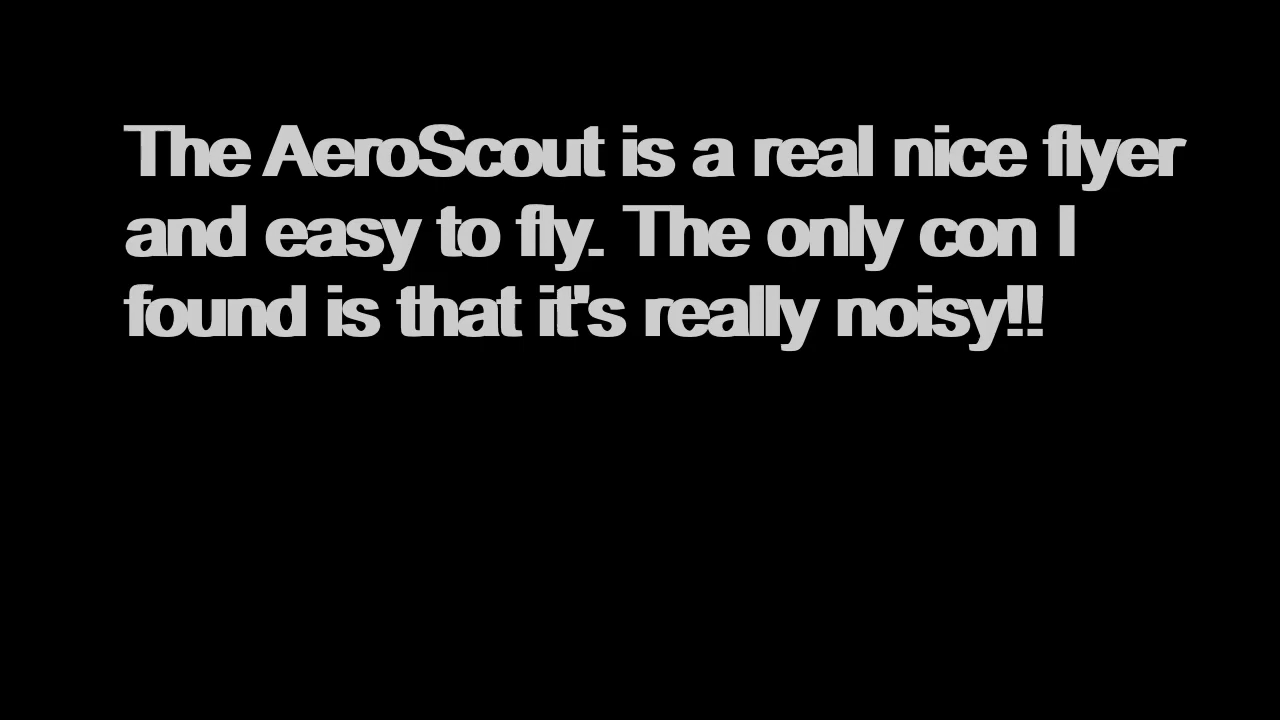 The AeroScout is a real nice flyer
and easy to fly. The only con I
found is that it's really noisy!!